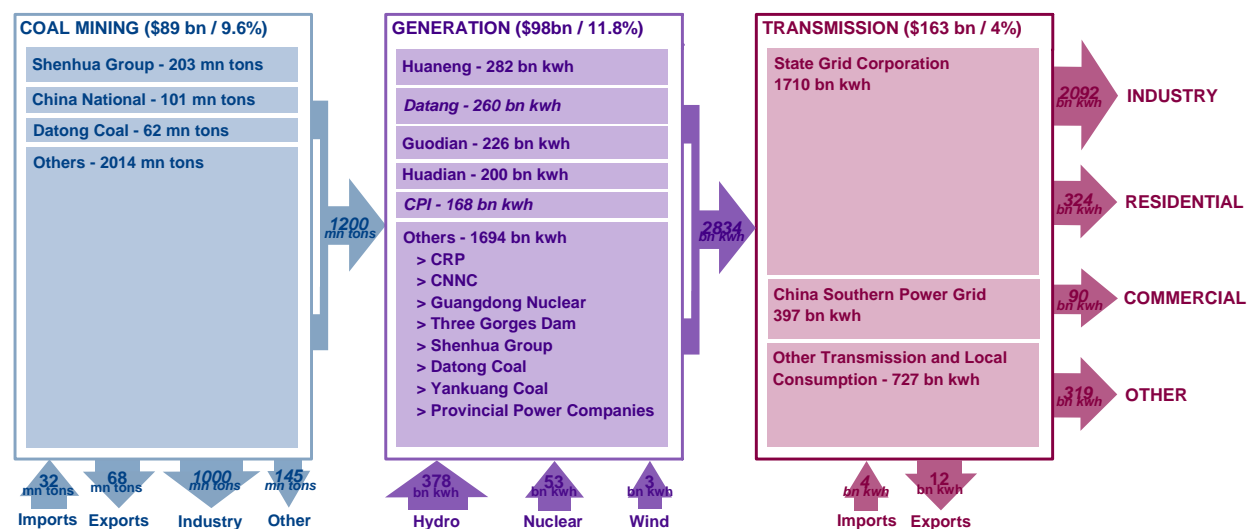 COAL MINING ($89 bn / 9.6%)
Shenhua Group - 203 mn tons
China National - 101 mn tons
Datong Coal - 62 mn tons
Others - 2014 mn tons
1200
mn tons
32
mn tons
Imports
68
mn tons
Exports
1000
mn tons
Industry
145
mn tons
Other
GENERATION ($98bn / 11.8%)
Huaneng - 282 bn kwh
Datang - 260 bn kwh
Guodian - 226 bn kwh
Huadian - 200 bn kwh
CPI - 168 bn kwh
Others - 1694 bn kwh
> CRP
> CNNC
> Guangdong Nuclear
> Three Gorges Dam
> Shenhua Group
> Datong Coal
> Yankuang Coal
> Provincial Power Companies
2834
bn kwh
378
bn kwh
Hydro
53
bn kwh
Nuclear
3
bn kwh
Wind
TRANSMISSION ($163 bn / 4%)
State Grid Corporation
1710 bn kwh
China Southern Power Grid
397 bn kwh
Other Transmission and Local
Consumption - 727 bn kwh
4
bn kwh
Imports
12
bn kwh
Exports
2092
bn kwh
INDUSTRY
324
bn kwh
RESIDENTIAL
90
bn kwh
COMMERCIAL
319
bn kwh
OTHER